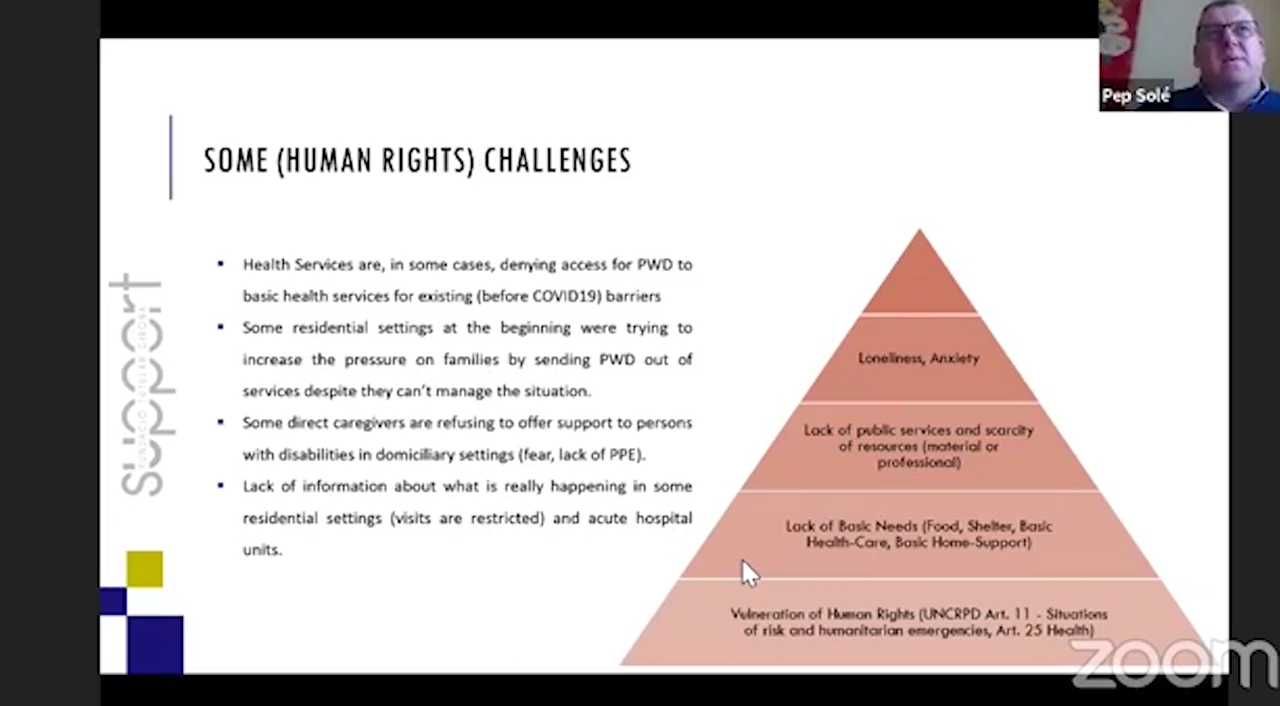 Pep Solé
SOME (HUMAN RIGHTS) CHALLENGES
Support
FUNDACIÓ TUTELAR GIRONA
Health Services are, in some cases, denying access for PWD to
basic health services for existing (before COVID19) barriers
Some residential settings at the beginning were trying to
increase the pressure on families by sending PWD out of
services despite they can't manage the situation.
Some direct caregivers are refusing to offer support to persons
with disabilities in domiciliary settings (fear, lack of PPE).
Lack of information about what is really happening in some
residential settings (visits are restricted) and acute hospital
units.
Loneliness, Anxiety
Lack of public services and scarcity
of resources (material or
professional)
Lack of Basic Needs (Food, Shelter, Basic
Health-Care, Basic Home-Support)
Vulneration of Human Rights (UNCRPD Art. 11 - Situations
of risk and humanitarian emergencies, Art. 25 Health)
zoom